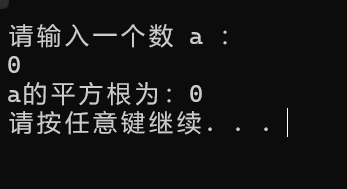 请输入一个数 a :
0
a的平方根为: 0
请按任意键继续. . .